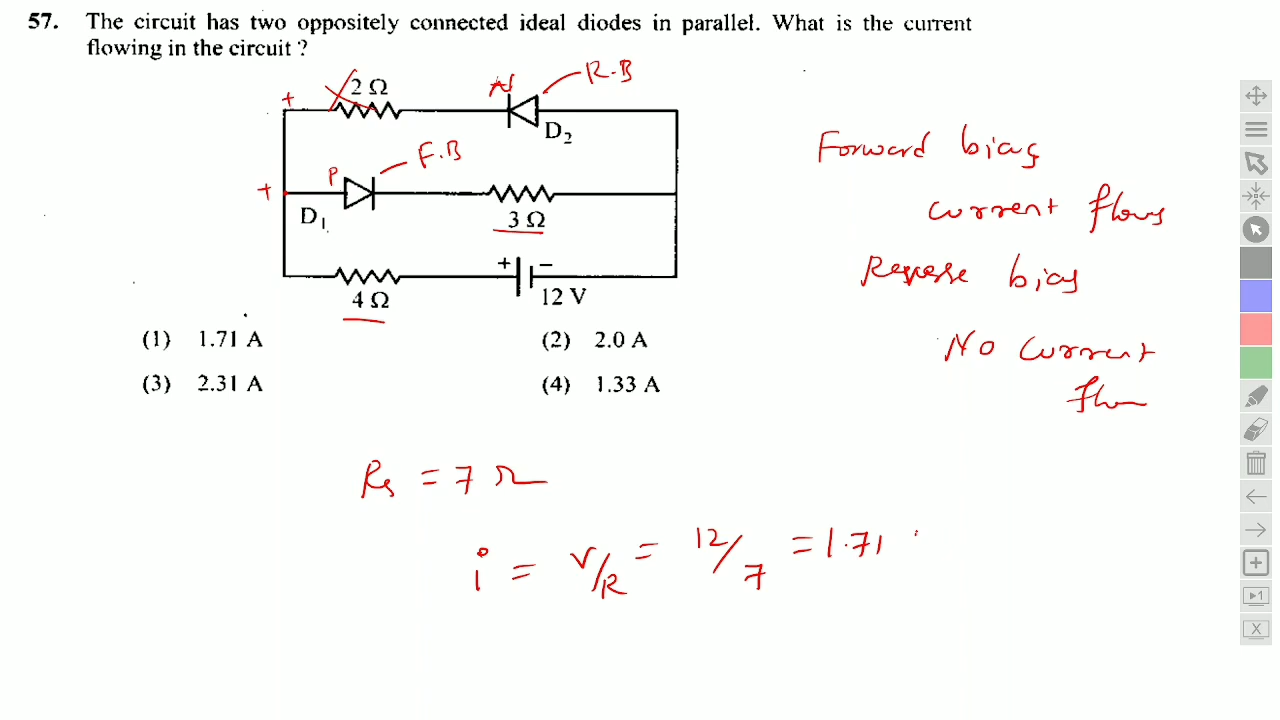 57. The circuit has two oppositely connected ideal diodes in parallel. What is the current
flowing in the circuit ?
2 Ω
N
R.B
D2
P
F.B
D1
3 Ω
4 Ω
+ −
12 V
+
+
(1) 1.71 A
(2) 2.0 A
(3) 2.31 A
(4) 1.33 A
Forward bias
current flows
Reverse bias
No current
flow
Rs = 7 Ω
i = V/R = 12/7 = 1.71
1
X